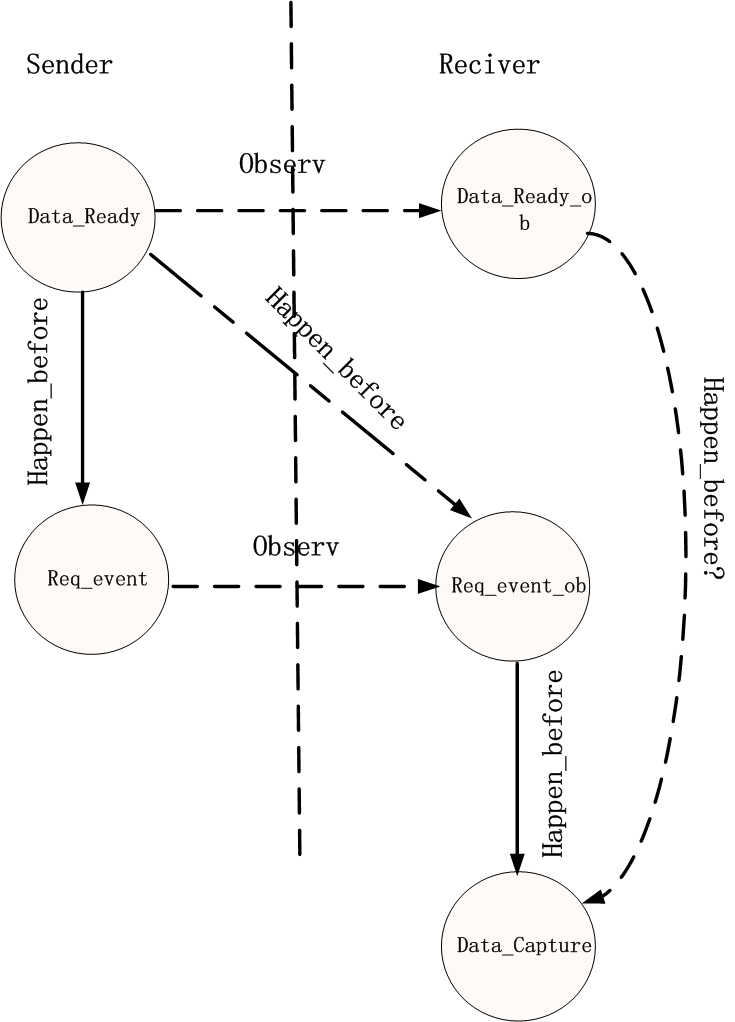 Sender
Reciver
Observ
Data_Ready
Data_Ready_o
b
Happen_before
Happen_before
Happen_before?
Observ
Req_event
Req_event_ob
Happen_before
Data_Capture